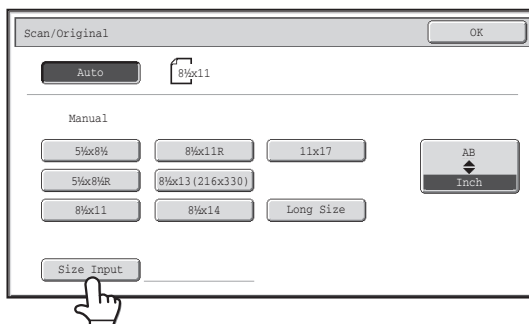 Scan/Original OK
Auto 8½x11
Manual
5½x8½ 8½x11R 11x17 AB
5½x8½R 8½x13(216x330) Inch
8½x11 8½x14 Long Size
Size Input